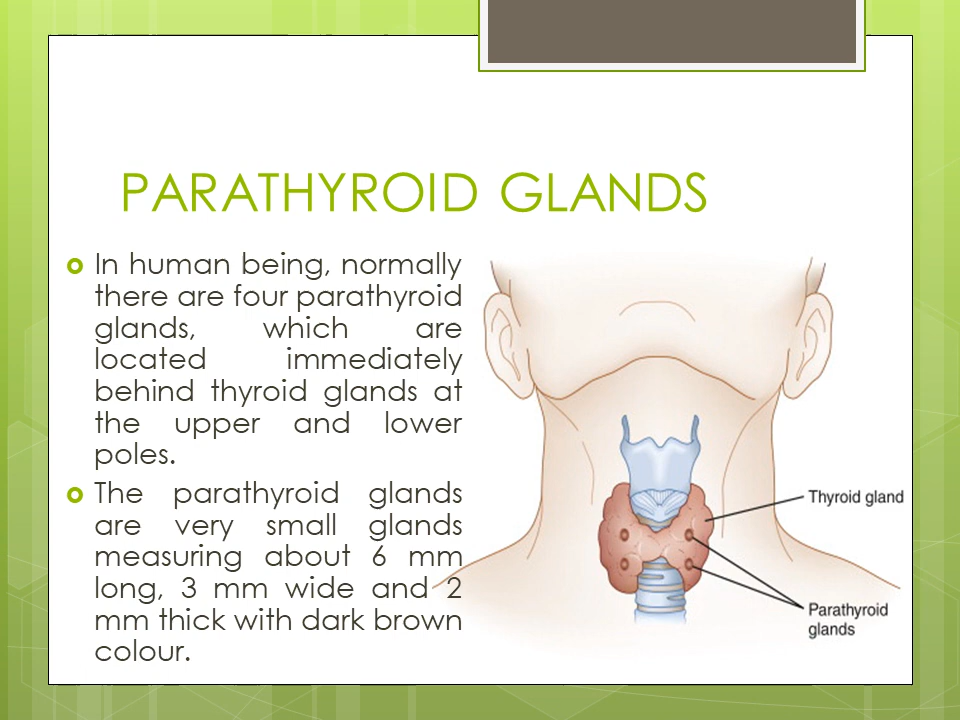 PARATHYROID GLANDS
In human being, normally
there are four parathyroid
glands, which are
located immediately
behind thyroid glands at
the upper and lower
poles.
The parathyroid glands
are very small glands
measuring about 6 mm
long, 3 mm wide and 2
mm thick with dark brown
colour.
Thyroid gland
Parathyroid
glands